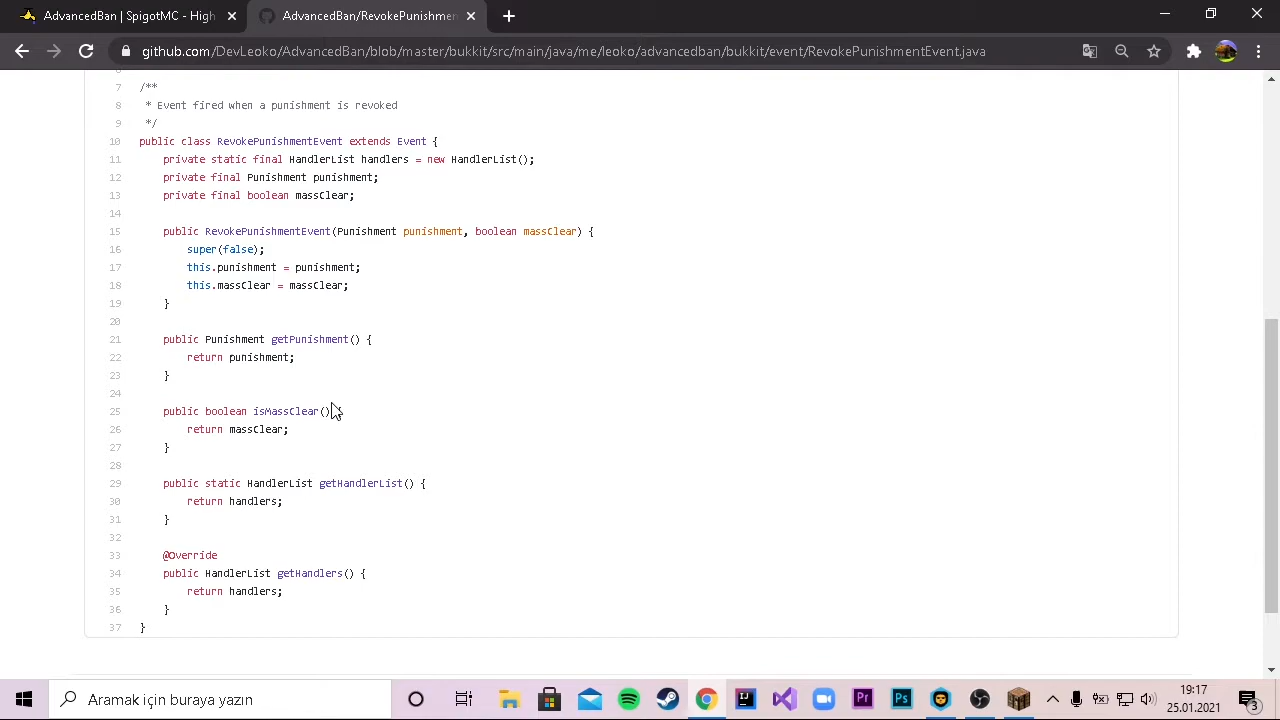 AdvancedBan | SpigotMC - High
AdvancedBan/RevokePunishmen
github.com/DevLeoko/AdvancedBan/blob/master/bukkit/src/main/java/me/leoko/advancedban/bukkit/event/RevokePunishmentEvent.java
7 /**
8 * Event fired when a punishment is revoked
9 */
10 public class RevokePunishmentEvent extends Event {
11 private static final HandlerList handlers = new HandlerList();
12 private final Punishment punishment;
13 private final boolean massClear;
14
15 public RevokePunishmentEvent(Punishment punishment, boolean massClear) {
16 super(false);
17 this.punishment = punishment;
18 this.massClear = massClear;
19 }
20
21 public Punishment getPunishment() {
22 return punishment;
23 }
24
25 public boolean isMassClear()
26 return massClear;
27 }
28
29 public static HandlerList getHandlerList() {
30 return handlers;
31 }
32
33 @Override
34 public HandlerList getHandlers() {
35 return handlers;
36 }
37 }
Aramak için buraya yazın
19:17
25.01.2021
3